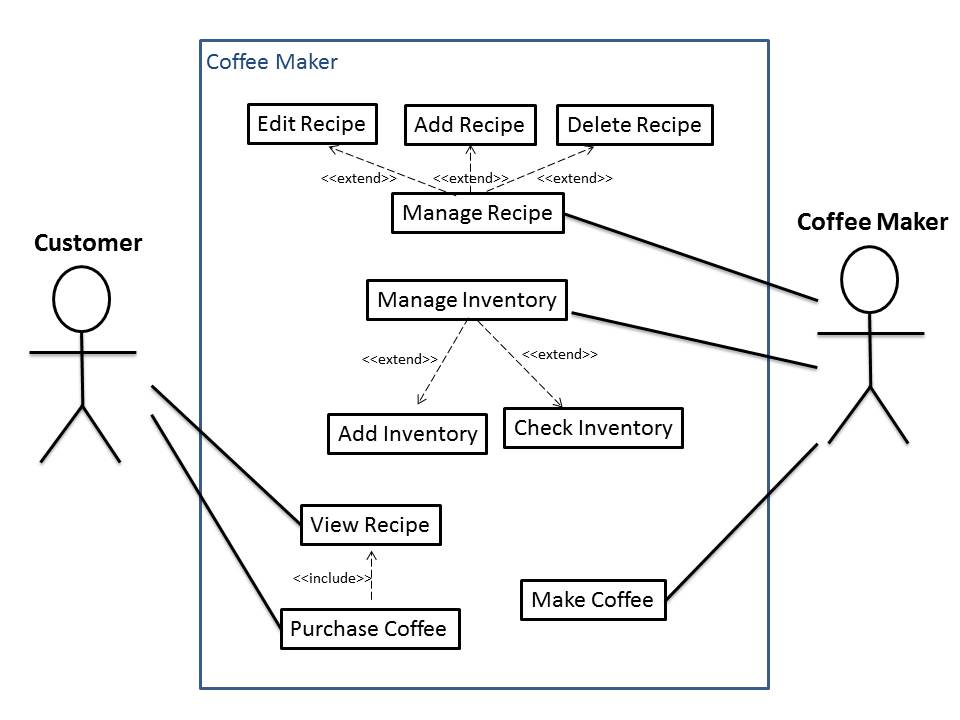 Coffee Maker
Edit Recipe
Add Recipe
Delete Recipe
<<extend>>
<<extend>>
<<extend>>
Manage Recipe
Customer
Coffee Maker
Manage Inventory
<<extend>>
<<extend>>
Add Inventory
Check Inventory
View Recipe
<<include>>
Make Coffee
Purchase Coffee